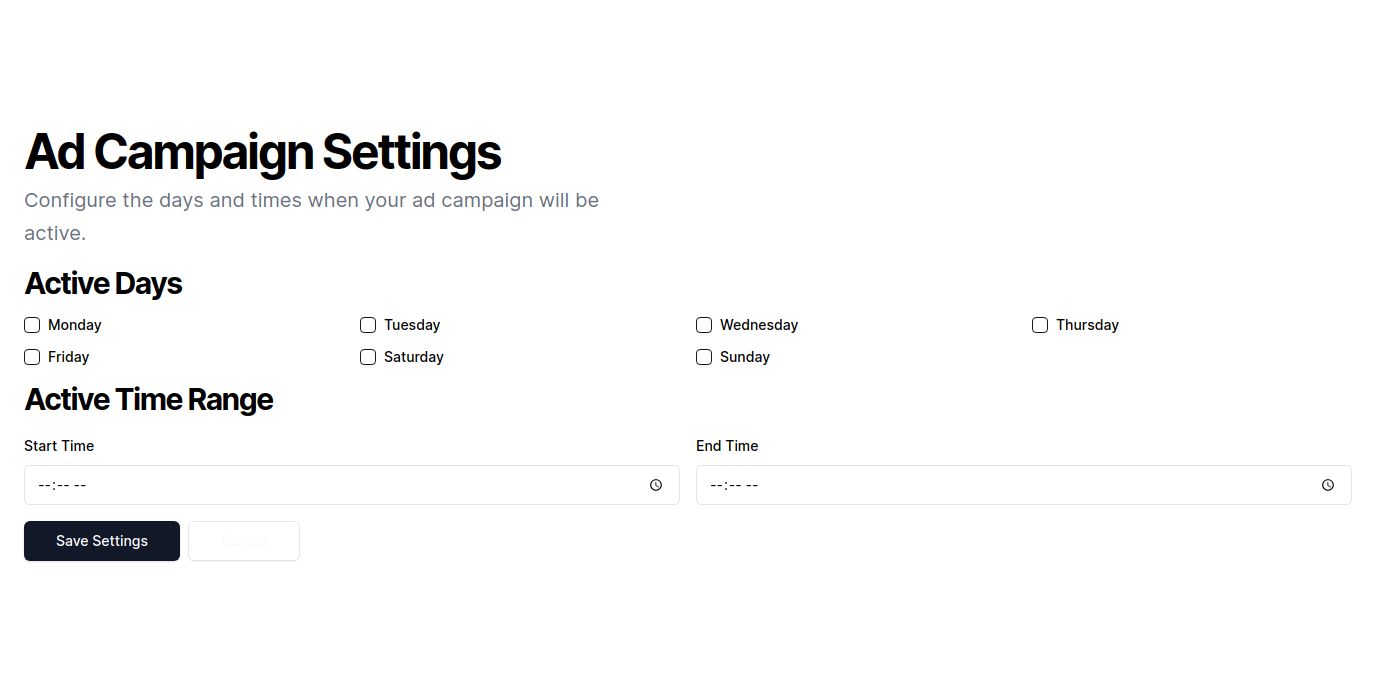 Ad Campaign Settings
Configure the days and times when your ad campaign will be
active.
Active Days
Monday Tuesday Wednesday Thursday
Friday Saturday Sunday
Active Time Range
Start Time End Time
--:-- -- --:-- --
Save Settings Cancel